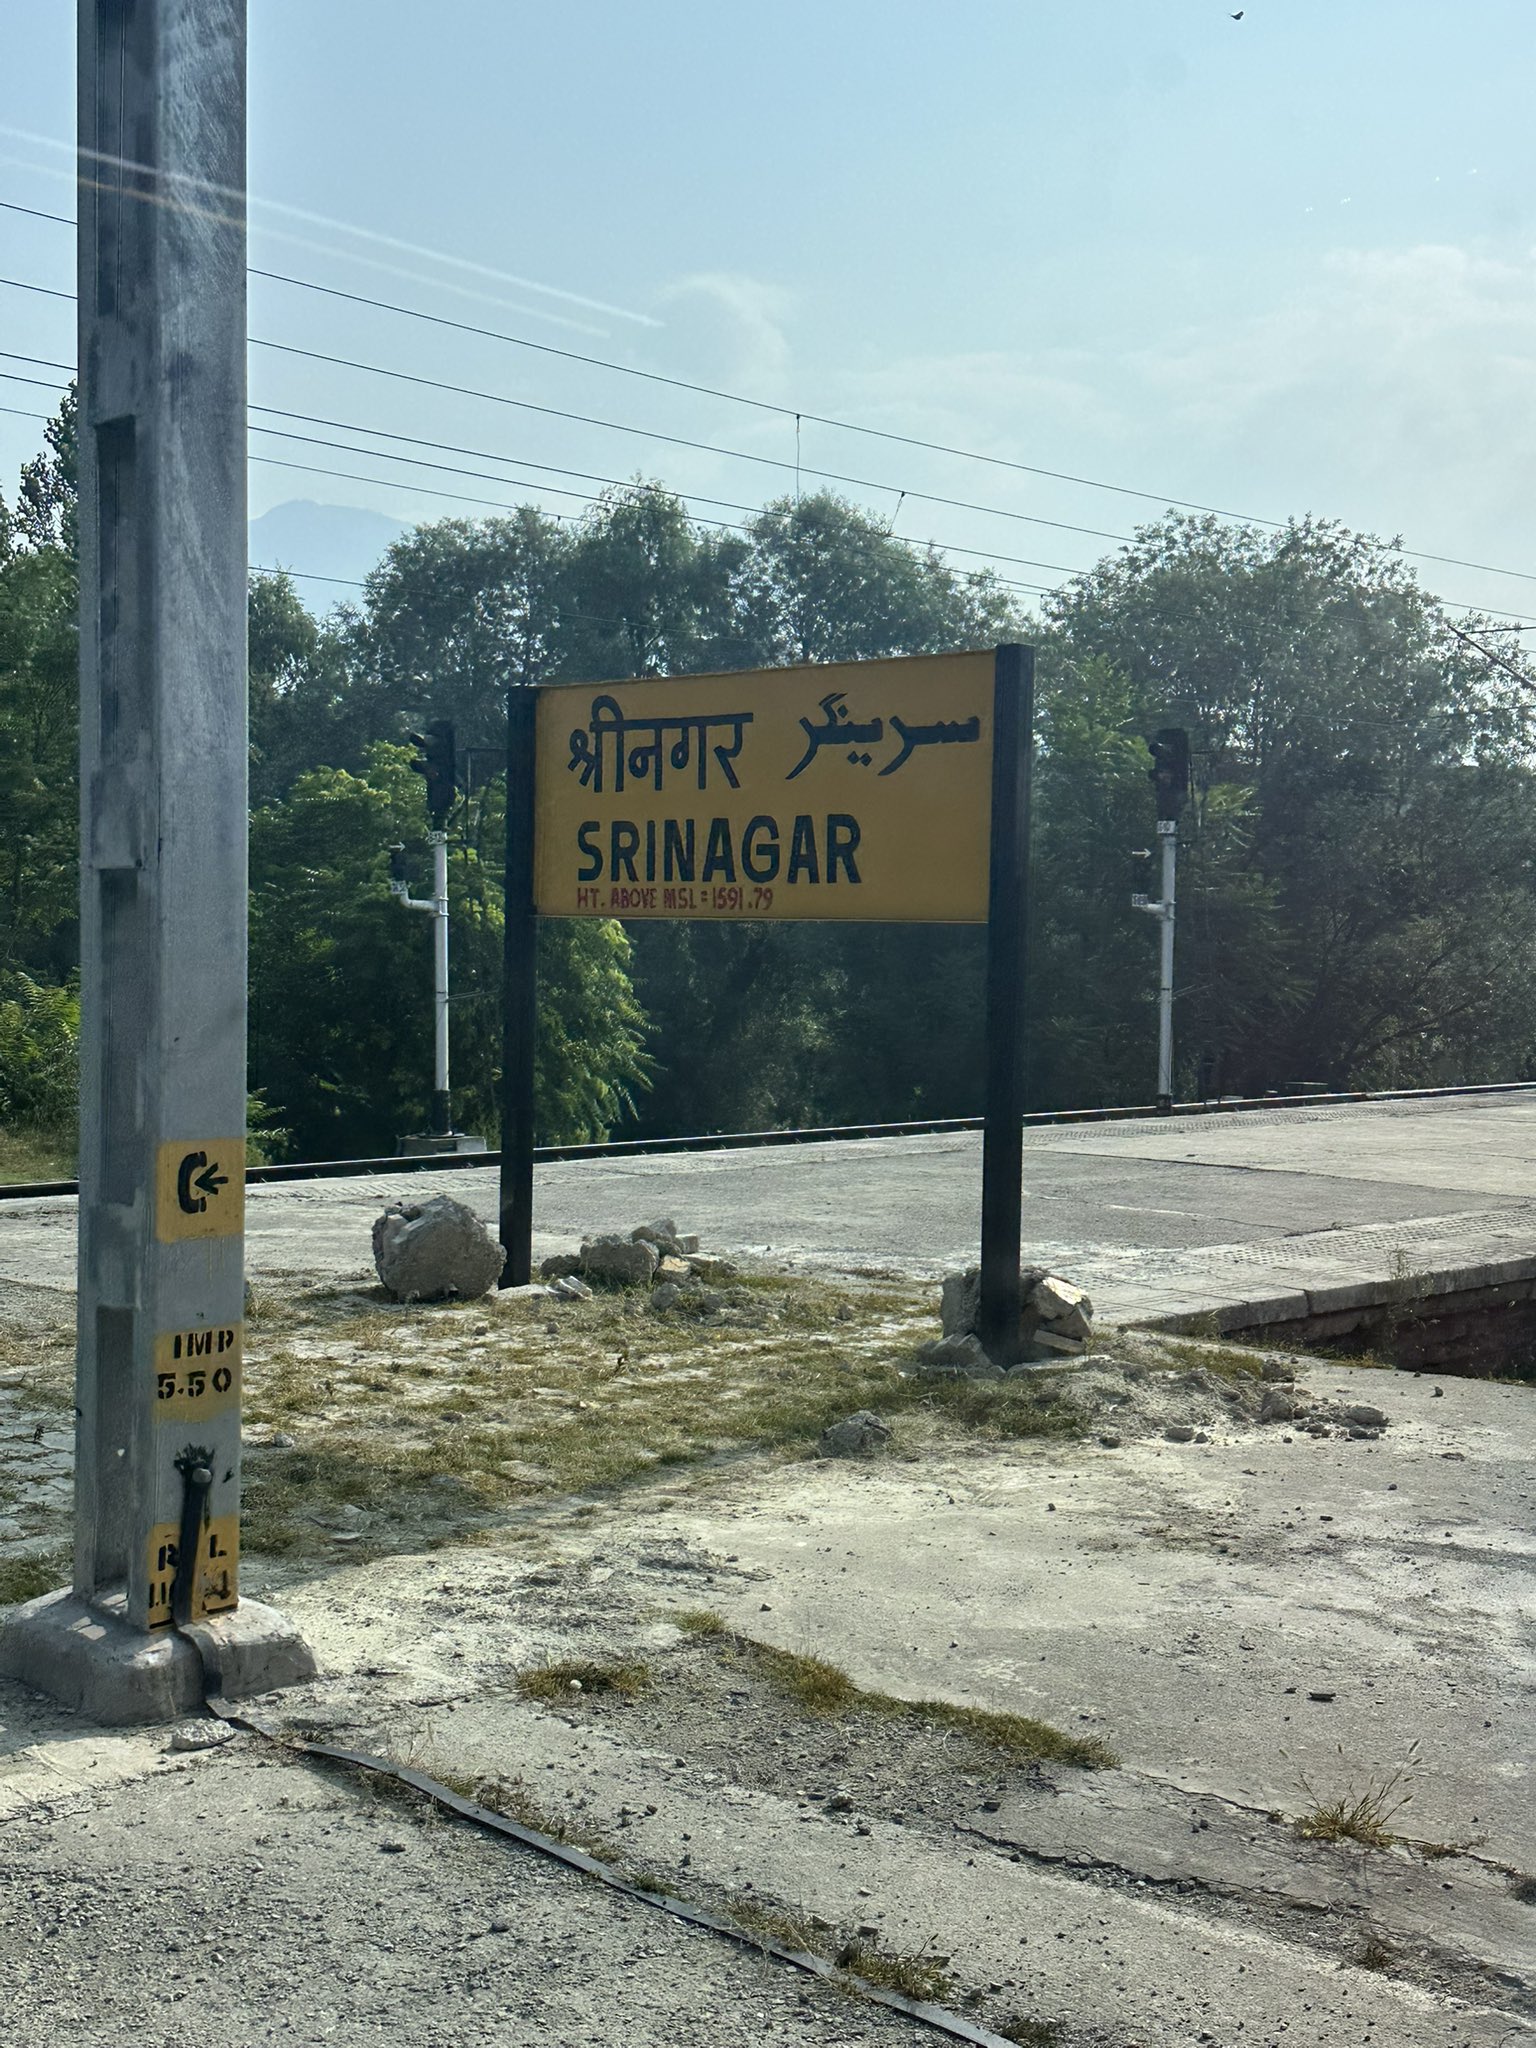 श्रीनगर سرینگر
SRINAGAR
HT. ABOVE MSL = 1591.79
IMP
5.50